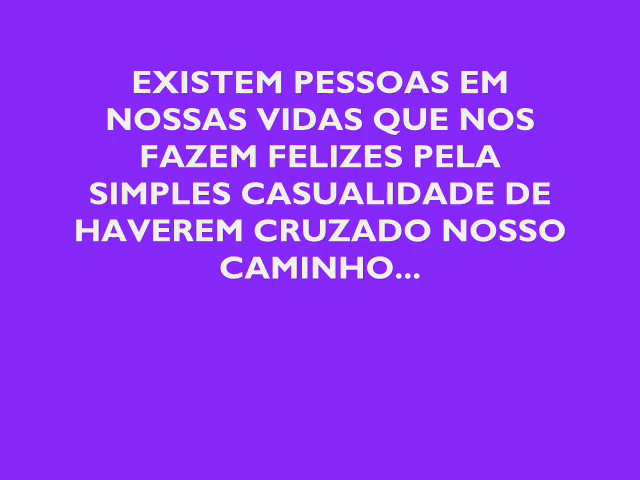 EXISTEM PESSOAS EM
NOSSAS VIDAS QUE NOS
FAZEM FELIZES PELA
SIMPLES CASUALIDADE DE
HAVEREM CRUZADO NOSSO
CAMINHO...